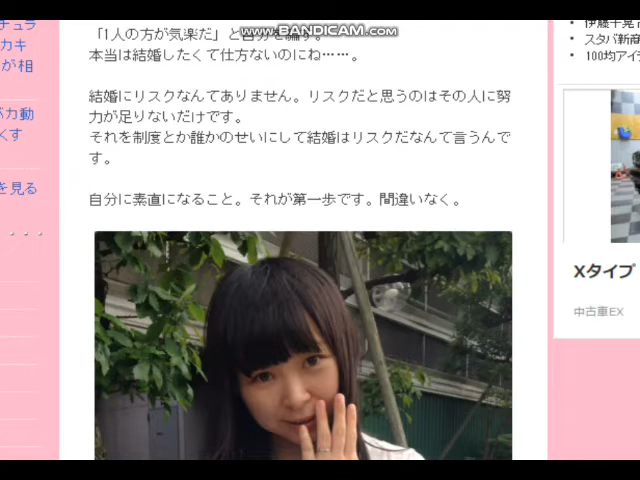 www.BANDICAM.com
「1人の方が気楽だ」と自分を騙す。
本当は結婚したくて仕方ないのにね……。
結婚にリスクなんてありません。リスクだと思うのはその人に努
力が足りないだけです。
それを制度とか誰かのせいにして結婚はリスクだなんて言うんで
す。
自分に素直になること。それが第一歩です。間違いなく。
チュラ
カキ
が相
バカ動
くす
を見る
・・・
スタバ新商
100均アイ
Xタイプ
中古車EX